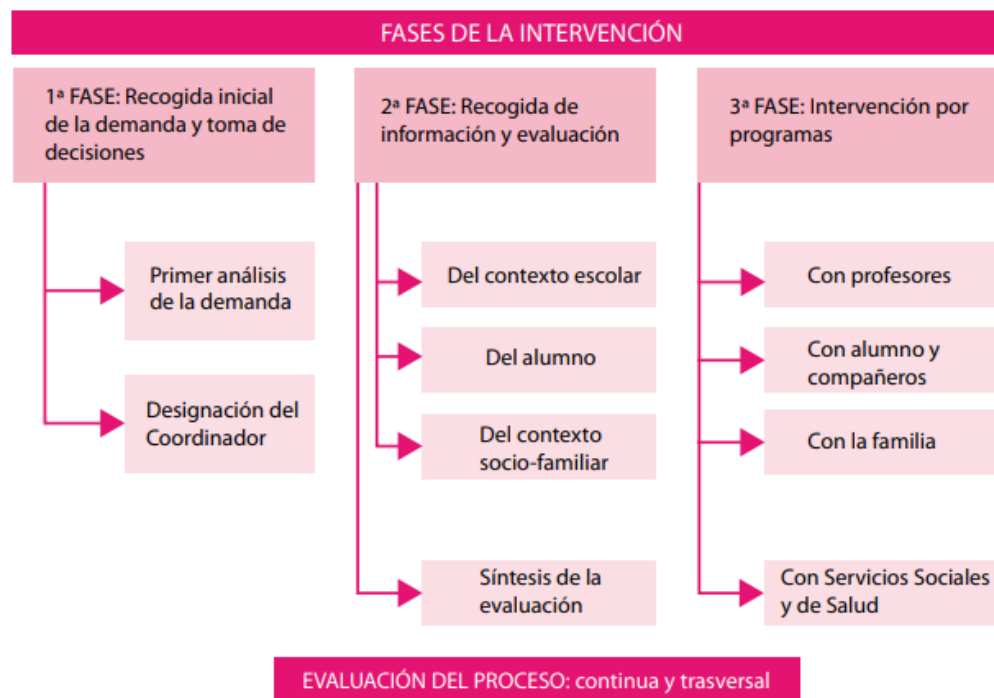 FASES DE LA INTERVENCIÓN
1ª FASE: Recogida inicial
de la demanda y toma de
decisiones
Primer análisis
de la demanda
Designación del
Coordinador
2ª FASE: Recogida de
información y evaluación
Del contexto escolar
Del alumno
Del contexto
socio-familiar
Síntesis de la
evaluación
3ª FASE: Intervención por
programas
Con profesores
Con alumno y
compañeros
Con la familia
Con Servicios Sociales
y de Salud
EVALUACIÓN DEL PROCESO: continua y trasversal